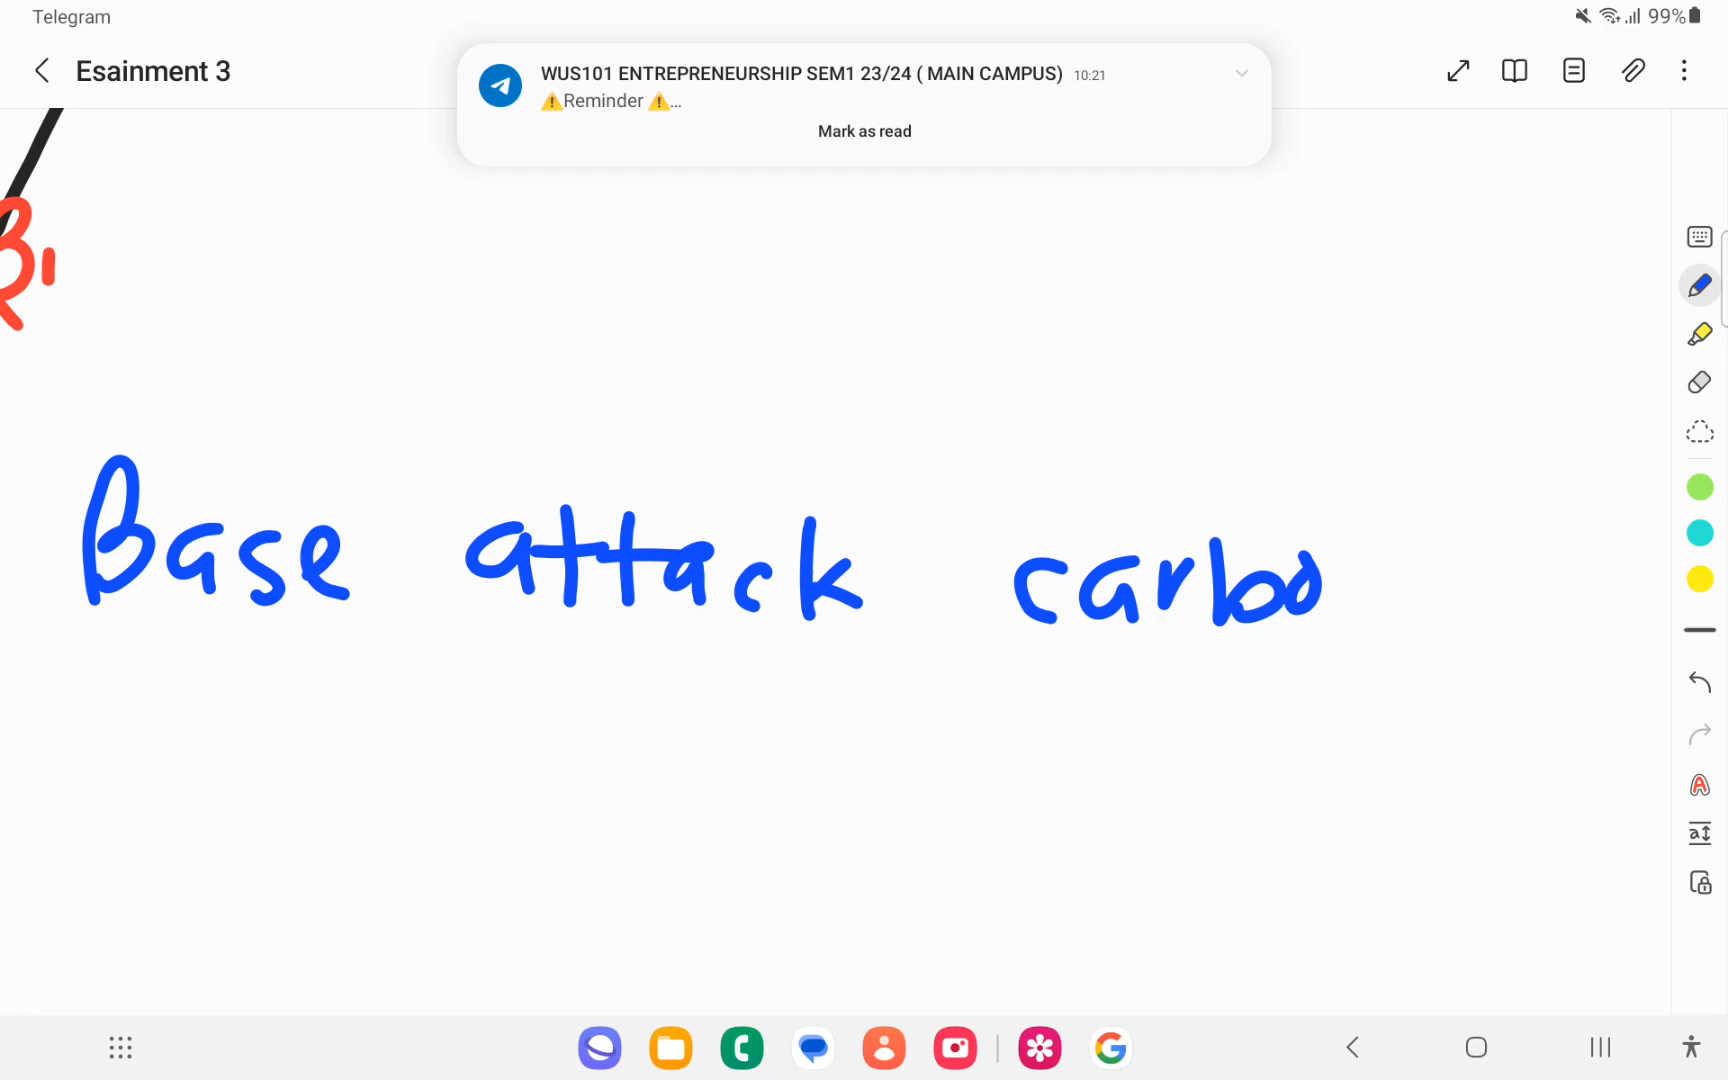 Telegram
99%
Esainment 3
WUS101 ENTREPRENEURSHIP SEM1 23/24 ( MAIN CAMPUS) 10:21
⚠️Reminder ⚠️...
Mark as read
Base attack carbo